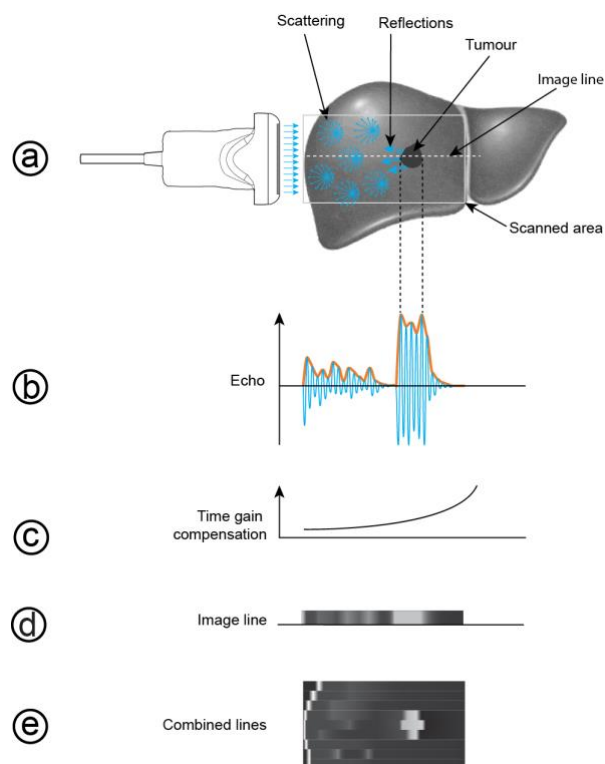 Scattering
Reflections
Tumour
Image line
a
Scanned area
b
Echo
c
Time gain
compensation
d
Image line
e
Combined lines